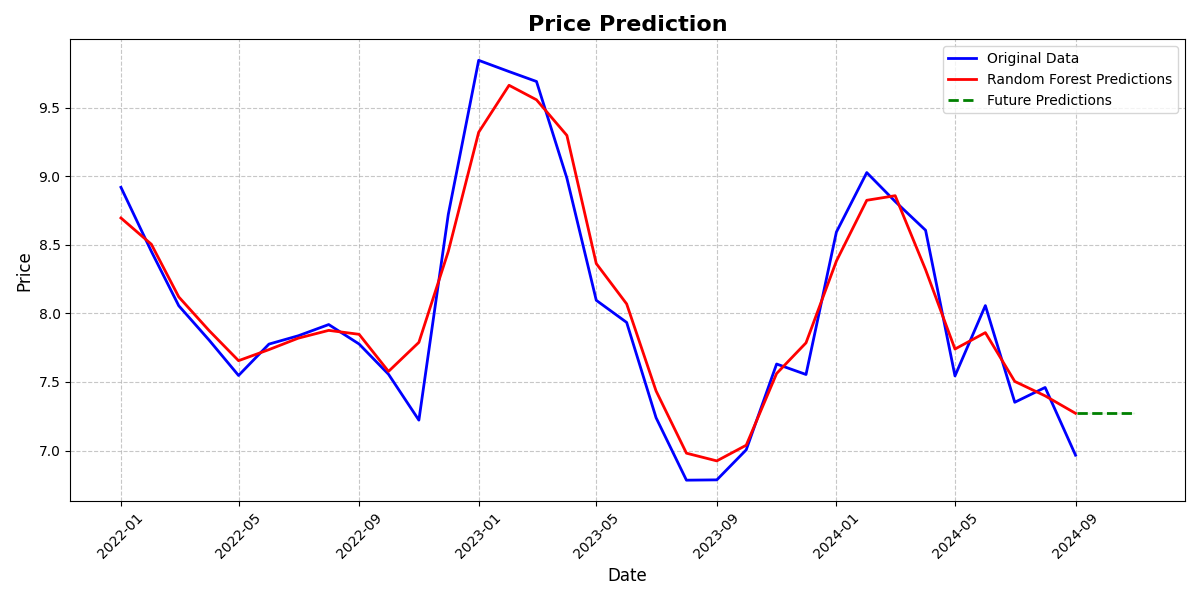 Price Prediction
Original Data
Random Forest Predictions
Future Predictions
Price
9.5
9.0
8.5
8.0
7.5
7.0
2022-01
2022-05
2022-09
2023-01
2023-05
2023-09
2024-01
2024-05
2024-09
Date